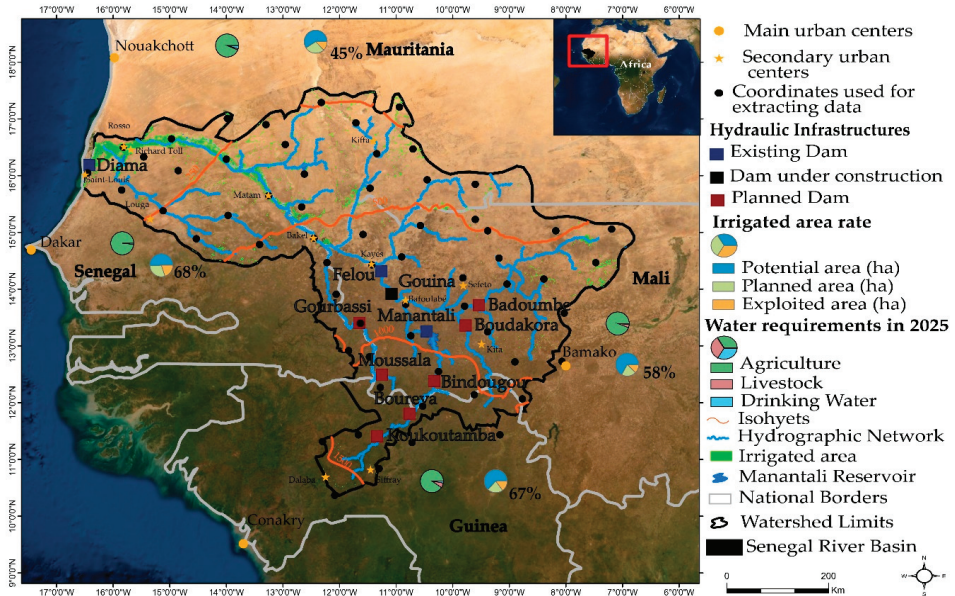 Nouakchott
45%
Mauritania
Africa
Rosso
Richard Toll
Diama
Saint-Louis
Louga
Matam
Kiffa
Bakel
Dakar
Senegal
68%
Kayes
Felou
Gouina
Seleto
Mali
Gourbassi
Bafoulabé
Badoumbe
Manantali
Boudakora
1000
Kita
Bamako
Moussala
58%
Bindougou
Boureya
Koukoutamba
1500
Dalaba
67%
Guinea
Conakry
18°0'0"N
17°0'0"N
16°0'0"N
15°0'0"N
14°0'0"N
13°0'0"N
12°0'0"N
11°0'0"N
10°0'0"N
9°0'0"N
17°0'0"W
16°0'0"W
15°0'0"W
14°0'0"W
13°0'0"W
12°0'0"W
11°0'0"W
10°0'0"W
9°0'0"W
8°0'0"W
7°0'0"W
6°0'0"W
Main urban centers
Secondary urban
centers
Coordinates used for
extracting data
Hydraulic Infrastructures
Existing Dam
Dam under construction
Planned Dam
Irrigated area rate
Potential area (ha)
Planned area (ha)
Exploited area (ha)
Water requirements in 2025
Agriculture
Livestock
Drinking Water
Isohyets
Hydrographic Network
Irrigated area
Manantali Reservoir
National Borders
Watershed Limits
Senegal River Basin
0 200
Km
N
W E
S